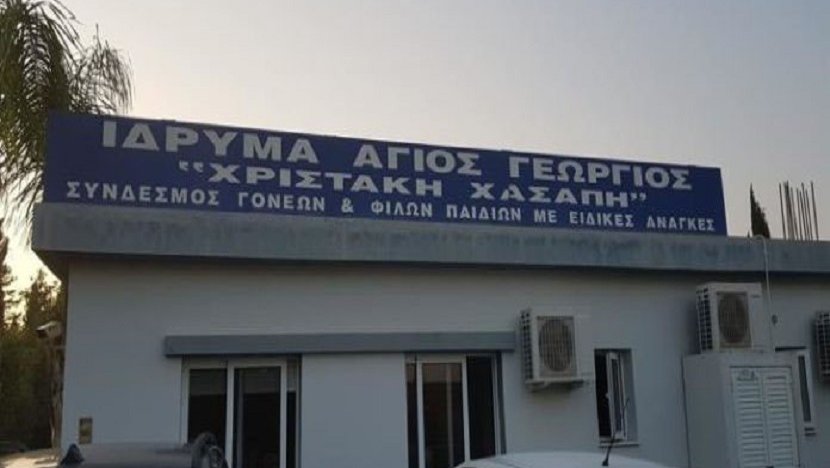 ΙΔΡΥΜΑ ΑΓΙΟΣ ΓΕΩΡΓΙΟΣ
"ΧΡΙΣΤΑΚΗ ΧΑΣΑΠΗ"
ΣΥΝΔΕΣΜΟΣ ΓΟΝΕΩΝ & ΦΙΛΩΝ ΠΑΙΔΙΩΝ ΜΕ ΕΙΔΙΚΕΣ ΑΝΑΓΚΕΣ